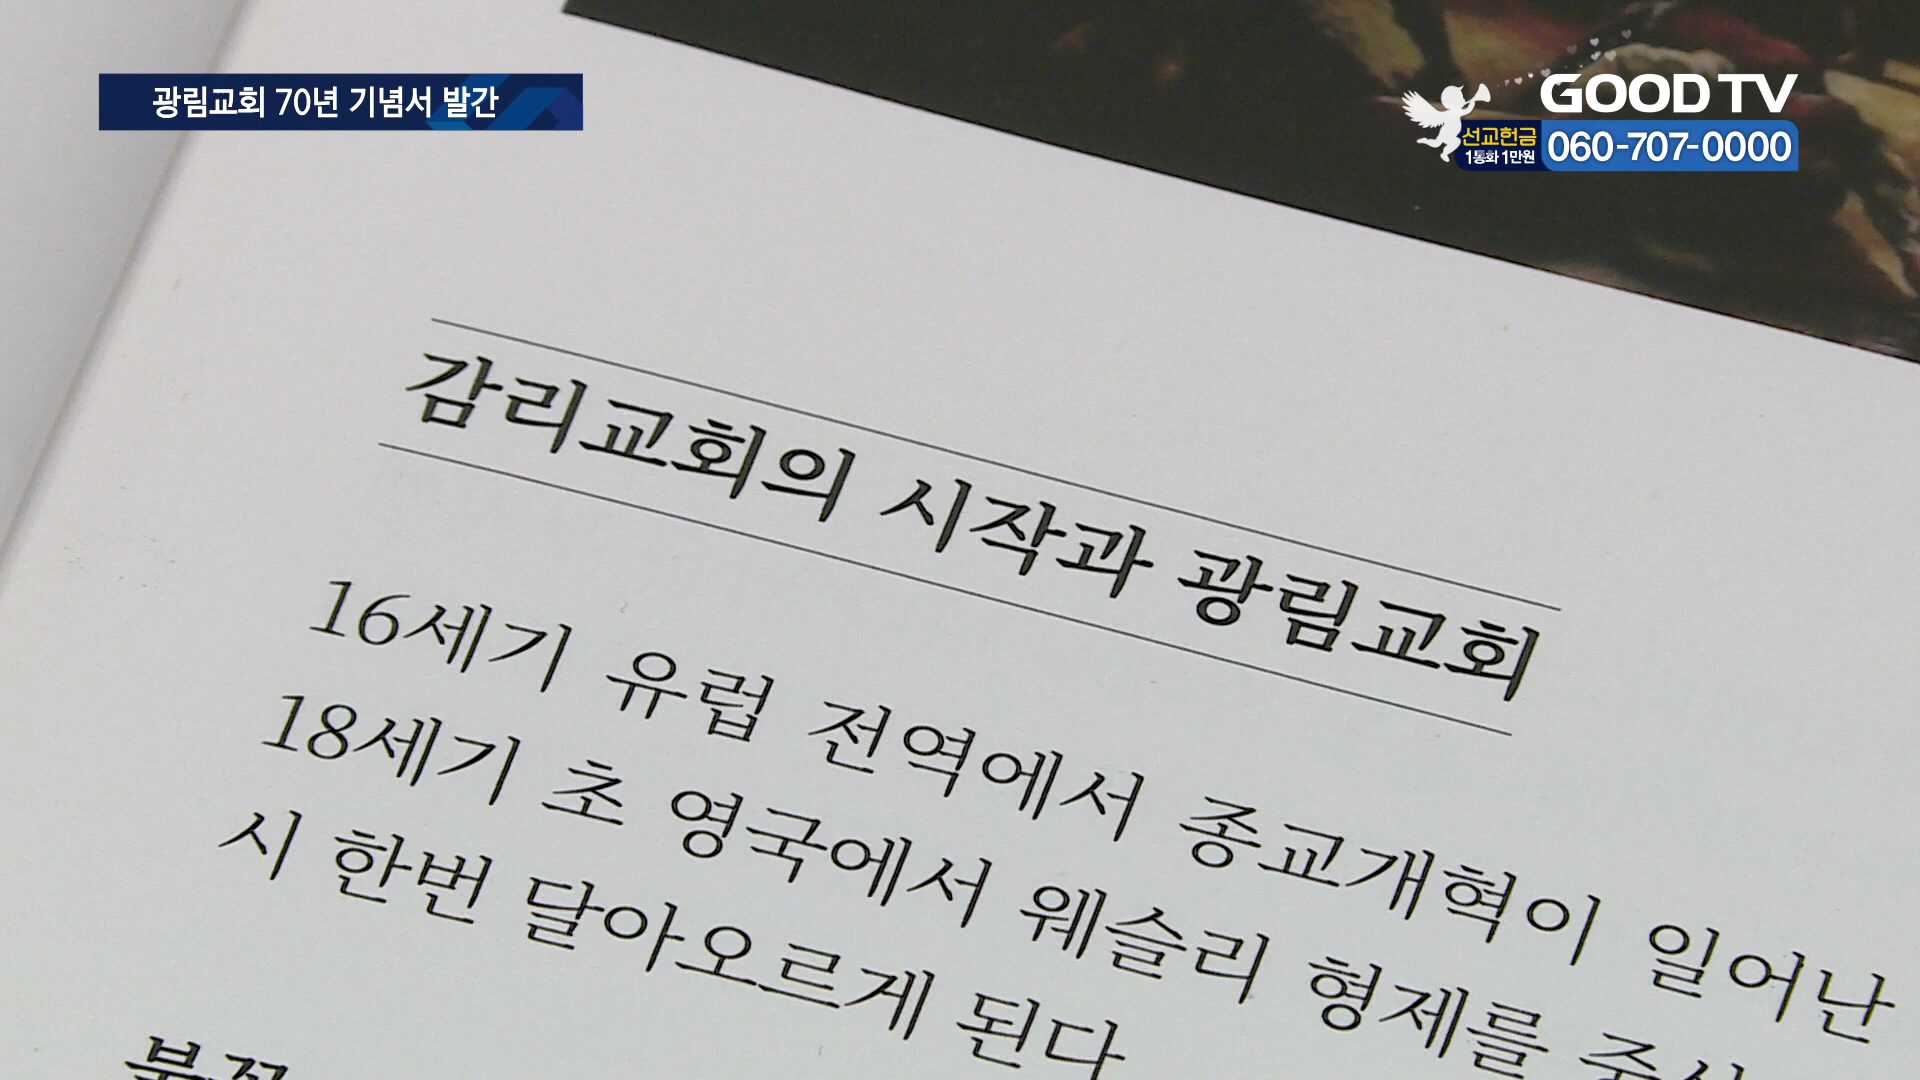 광림교회 70년 기념서 발간
GOOD TV
선교헌금
1통화 1만원
060-707-0000
감리교회의 시작과 광림교회
16세기 유럽 전역에서 종교개혁이 일어난
18세기 초 영국에서 웨슬리 형제를
시 한번 달아오르게 된다